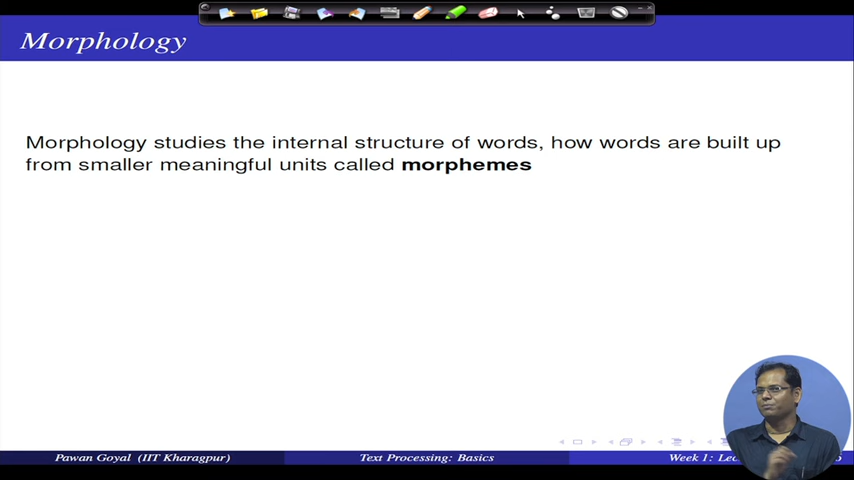 Morphology
Morphology studies the internal structure of words, how words are built up
from smaller meaningful units called morphemes
Pawan Goyal (IIT Kharagpur)
Text Processing: Basics
Week 1: